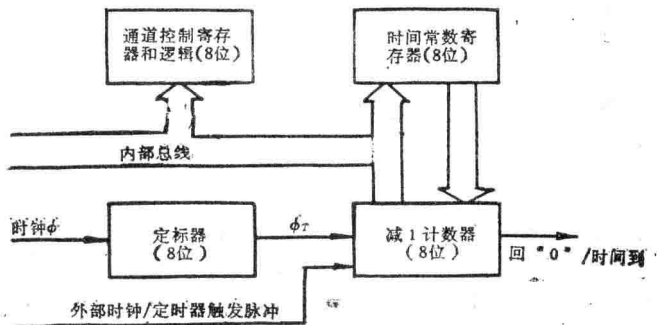 通道控制寄存
器和逻辑(8位)
时间常数寄
存器(8位)
内部总线
时钟ϕ
定标器
(8位)
ϕT
减1计数器
(8位)
回“0”/时间到
外部时钟/定时器触发脉冲